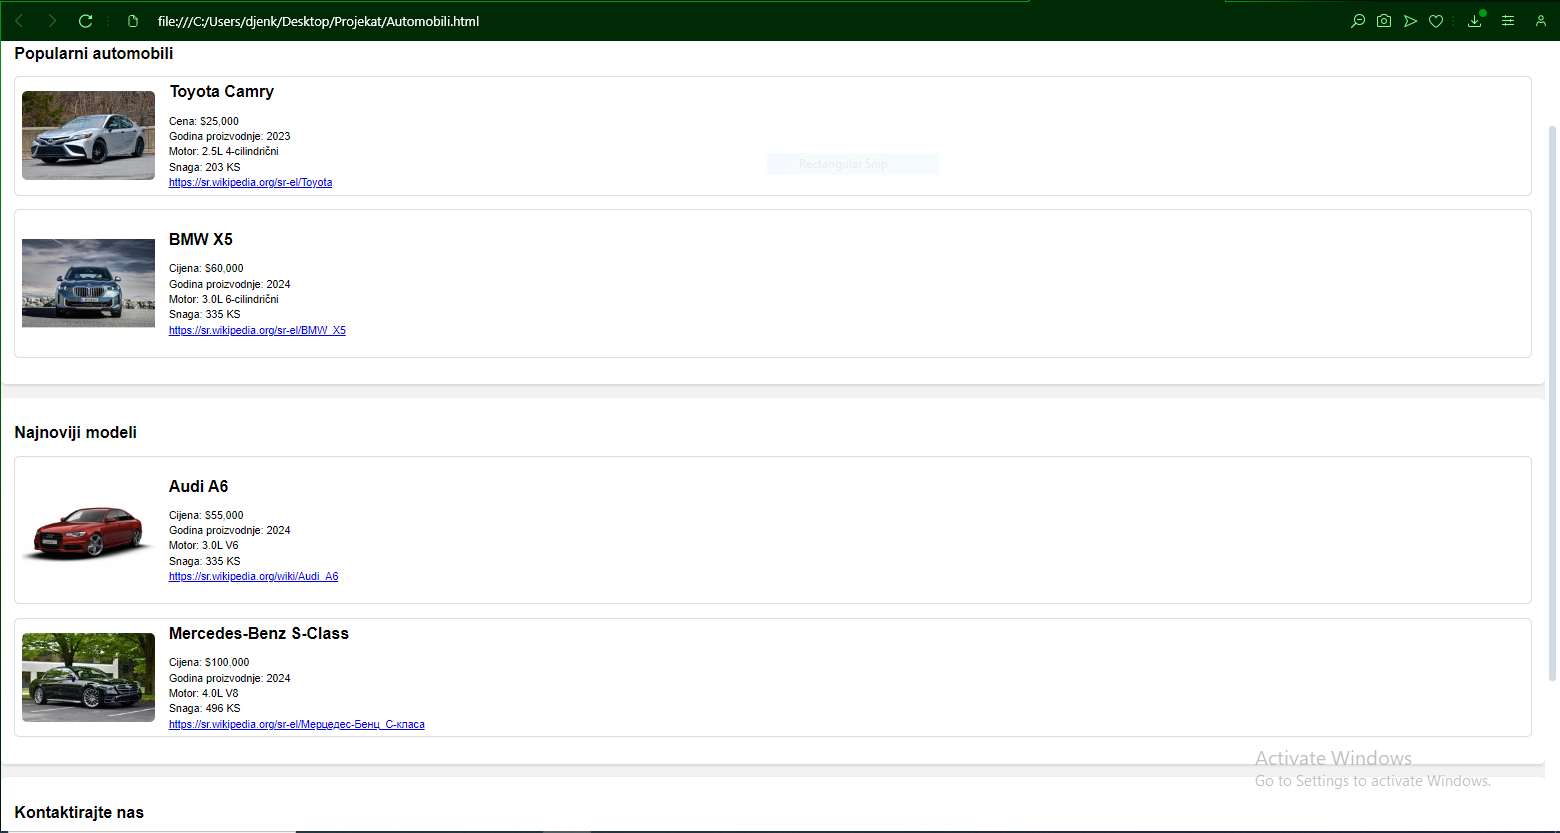 file:///C:/Users/djenk/Desktop/Projekat/Automobili.html
Popularni automobili
Toyota Camry
Cena: $25,000
Godina proizvodnje: 2023
Motor: 2.5L 4-cilindrični
Snaga: 203 KS
https://sr.wikipedia.org/sr-el/Toyota
Rectangular Snip
BMW X5
Cijena: $60,000
Godina proizvodnje: 2024
Motor: 3.0L 6-cilindrični
Snaga: 335 KS
https://sr.wikipedia.org/sr-el/BMW_X5
Najnoviji modeli
Audi A6
Cijena: $55,000
Godina proizvodnje: 2024
Motor: 3.0L V6
Snaga: 335 KS
https://sr.wikipedia.org/wiki/Audi_A6
Mercedes-Benz S-Class
Cijena: $100,000
Godina proizvodnje: 2024
Motor: 4.0L V8
Snaga: 496 KS
https://sr.wikipedia.org/sr-el/Мерцедес-Бенц_С-класа
Activate Windows
Go to Settings to activate Windows.
Kontaktirajte nas